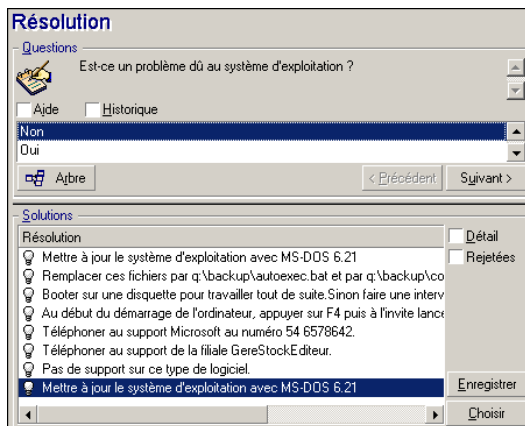 Résolution
Questions
Est-ce un problème dû au système d'exploitation ?
Aide Historique
Non
Oui
Arbre < Précédent Suivant >
Solutions
Résolution
Détail
Mettre à jour le système d'exploitation avec MS-DOS 6.21
Rejetées
Remplacer ces fichiers par q:\backup\autoexec.bat et par q:\backup\co
Booter sur une disquette pour travailler tout de suite.Sinon faire une interv
Au début du démarrage de l'ordinateur, appuyer sur F4 puis à l'invite lance
Téléphoner au support Microsoft au numéro 54 6578642.
Téléphoner au support de la filiale GereStockEditeur.
Pas de support sur ce type de logiciel.
Mettre à jour le système d'exploitation avec MS-DOS 6.21
Enregistrer
Choisir